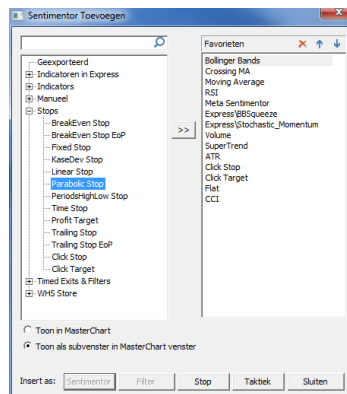 Sentimentor Toevoegen
Geexporteerd
Indicatoren in Express
Indicators
Manueel
Stops
BreakEven Stop
BreakEven Stop EoP
Fixed Stop
KaseDev Stop
Linear Stop
Parabolic Stop
PeriodsHighLow Stop
Time Stop
Profit Target
Trailing Stop
Trailing Stop EoP
Click Stop
Click Target
Timed Exits & Filters
WHS Store
>>
Favorieten
Bollinger Bands
Crossing MA
Moving Average
RSI
Meta Sentimentor
Express\BBSqueeze
Express\Stochastic_Momentum
Volume
SuperTrend
ATR
Click Stop
Click Target
Flat
CCI
Toon in MasterChart
Toon als subvenster in MasterChart venster
Insert as: Sentimentor Filter Stop Taktiek Sluiten